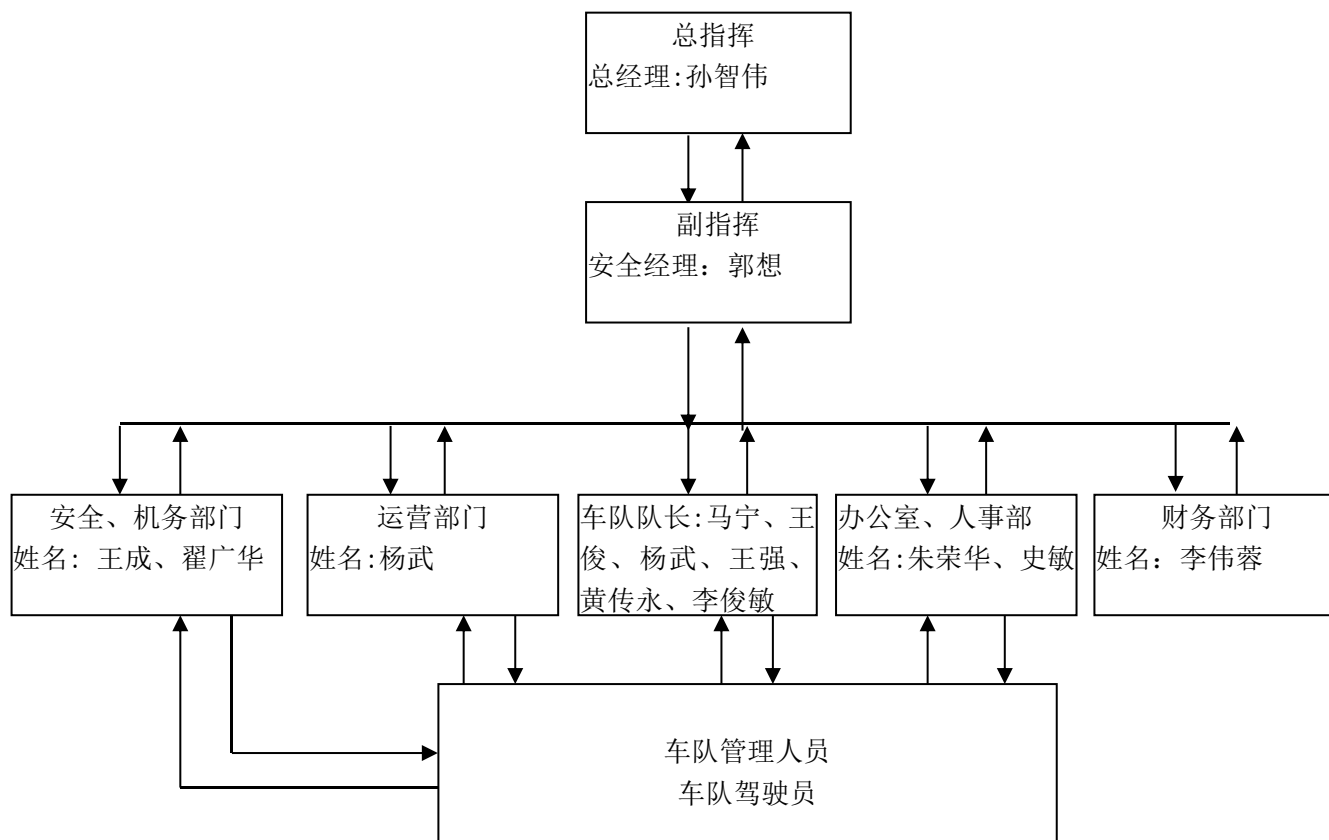 总指挥
总经理:孙智伟
副指挥
安全经理：郭想
安全、机务部门
姓名: 王成、翟广华
运营部门
姓名:杨武
车队队长:马宁、王
俊、杨武、王强、
黄传永、李俊敏
办公室、人事部
姓名:朱荣华、史敏
财务部门
姓名：李伟蓉
车队管理人员
车队驾驶员